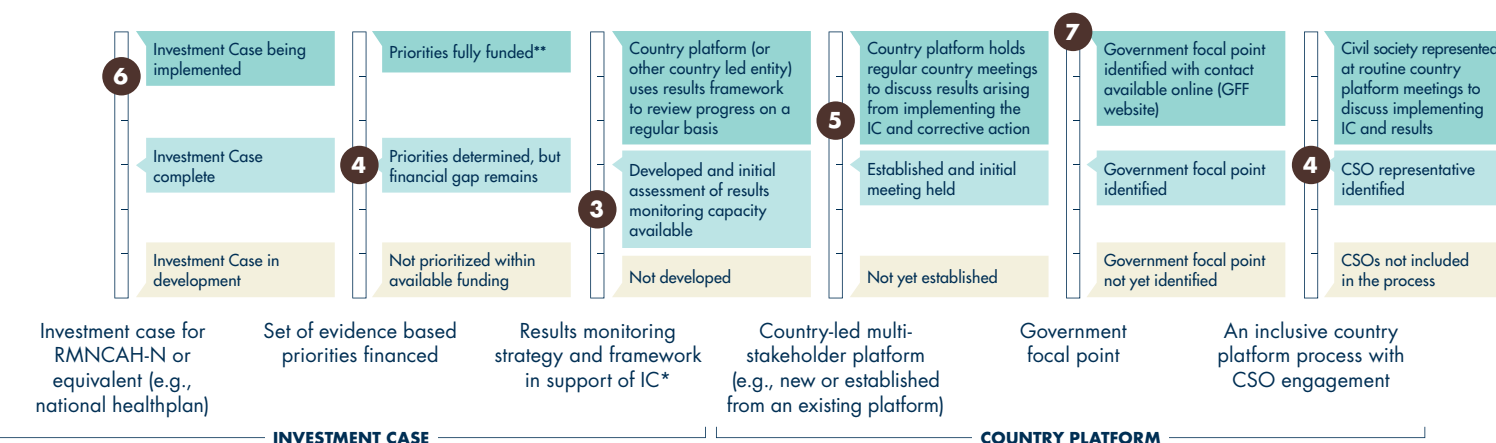 6
Investment Case being
implemented
Investment Case
complete
Investment Case in
development
Investment case for
RMNCAH-N or
equivalent (e.g.,
national healthplan)
4
Priorities fully funded**
Priorities determined, but
financial gap remains
Not prioritized within
available funding
Set of evidence based
priorities financed
3
Country platform (or
other country led entity)
uses results framework
to review progress on a
regular basis
Developed and initial
assessment of results
monitoring capacity
available
Not developed
Results monitoring
strategy and framework
in support of IC*
5
Country platform holds
regular country meetings
to discuss results arising
from implementing the
IC and corrective action
Established and initial
meeting held
Not yet established
Country-led multi-
stakeholder platform
(e.g., new or established
from an existing platform)
7
Government focal point
identified with contact
available online (GFF
website)
Government focal point
identified
Government focal point
not yet identified
Government
focal point
4
Civil society represented
at routine country
platform meetings to
discuss implementing
IC and results
CSO representative
identified
CSOs not included
in the process
An inclusive country
platform process with
CSO engagement
INVESTMENT CASE
COUNTRY PLATFORM